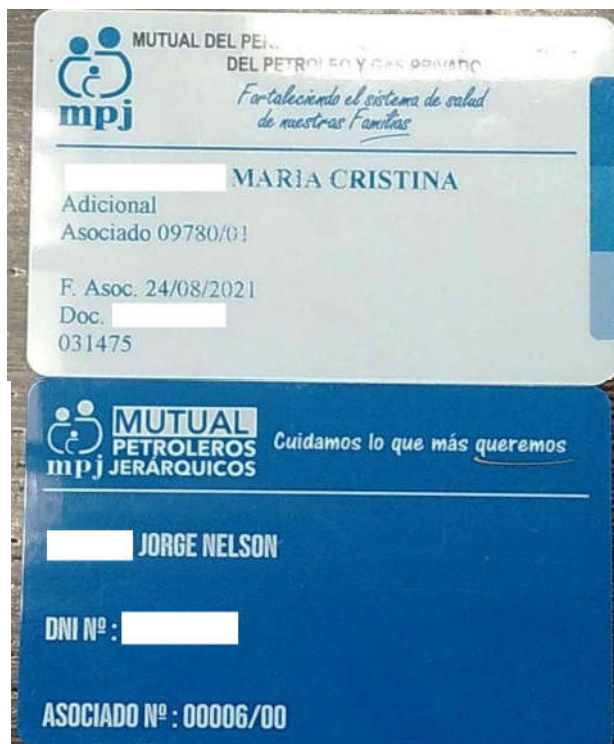 MUTUAL DEL
DEL PETROLEO Y GAS PRIVADO
Fortaleciendo el sistema de salud
de nuestras Familias
mpj
MARIA CRISTINA
Adicional
Asociado 09780/01
F. Asoc. 24/08/2021
Doc.
031475
MUTUAL
PETROLEROS
JERÁRQUICOS
mpj
Cuidamos lo que más queremos
JORGE NELSON
DNI Nº :
ASOCIADO Nº : 00006/00